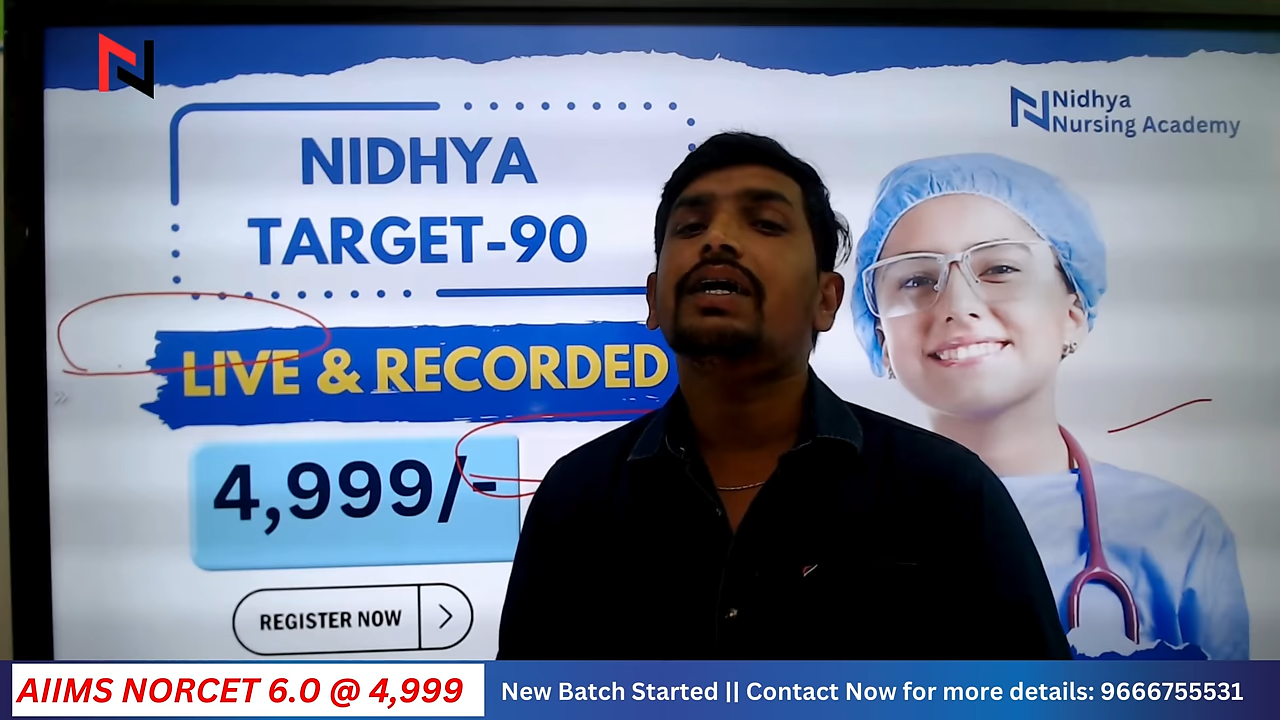 Nidhya
Nursing Academy
NIDHYA
TARGET-90
LIVE & RECORDED
4,999/-
REGISTER NOW
AIIMS NORCET 6.0 @ 4,999
New Batch Started || Contact Now for more details: 9666755531